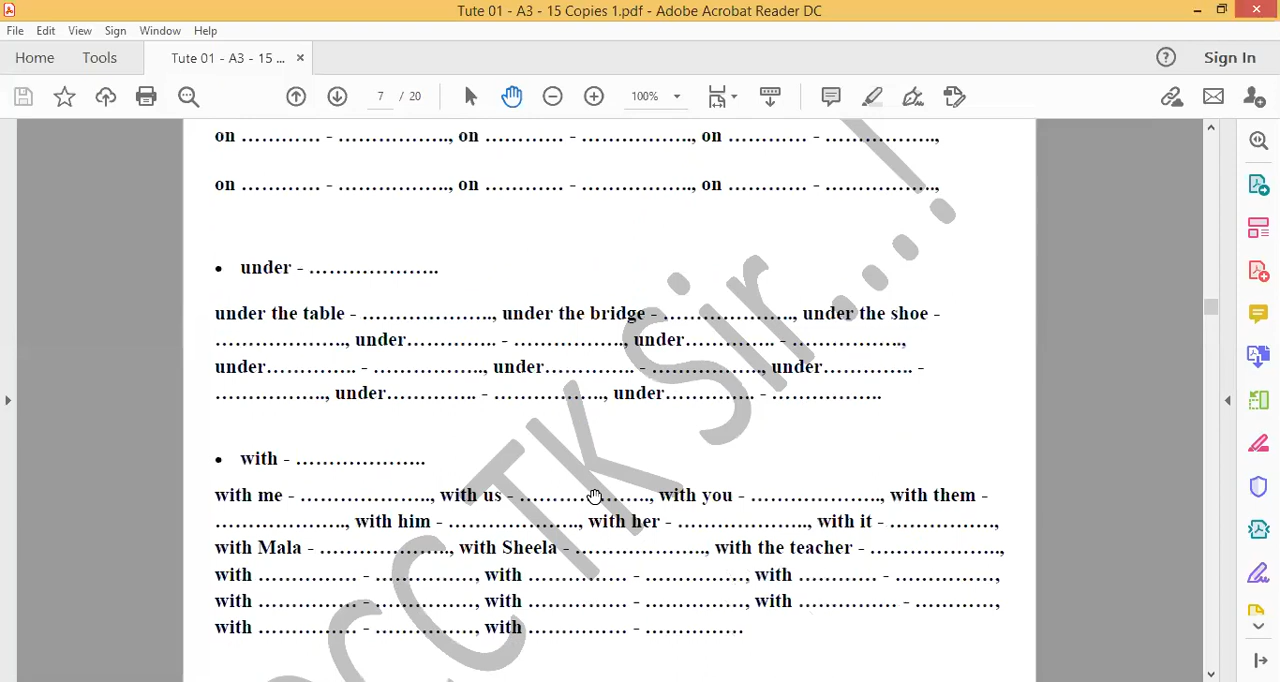 Tute 01 - A3 - 15 Copies 1.pdf - Adobe Acrobat Reader DC
File Edit View Sign Window Help
Home Tools Tute 01 - A3 - 15 ... × Sign In
7 / 20 100%
on ………… - …………….., on ………… - …………….., on ………… - ……………..,
on ………… - …………….., on ………… - …………….., on ………… - ……………..,
• under - ………………..
under the table - ……………….., under the bridge - ……………….., under the shoe -
……………….., under………….. - …………….., under………….. - ……………..,
under………….. - …………….., under………….. - …………….., under………….. -
…………….., under………….. - …………….., under………….. - ……………..
• with - ………………..
with me - ……………….., with us - ……………….., with you - ……………….., with them -
……………….., with him - ……………….., with her - ……………….., with it - ……………,
with Mala - ……………….., with Sheela - ……………….., with the teacher - ………………..,
with …………… - ……………, with …………… - ……………, with ………… - ……………,
with …………… - ……………, with …………… - ……………, with …………… - …………,
with …………… - ……………, with …………… - ……………
CC TK Sir...!